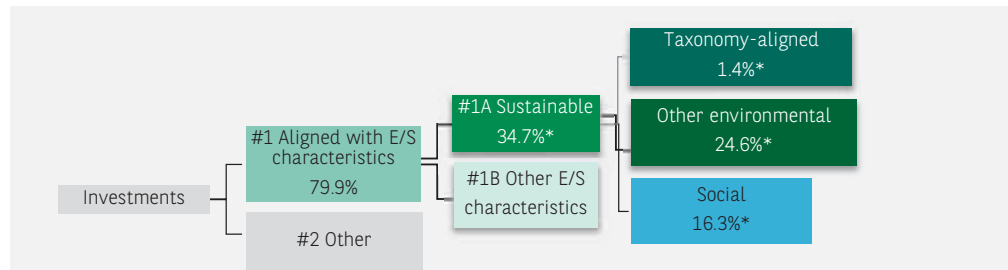 Investments
#1 Aligned with E/S
characteristics
79.9%
#2 Other
#1A Sustainable
34.7%*
#1B Other E/S
characteristics
Taxonomy-aligned
1.4%*
Other environmental
24.6%*
Social
16.3%*